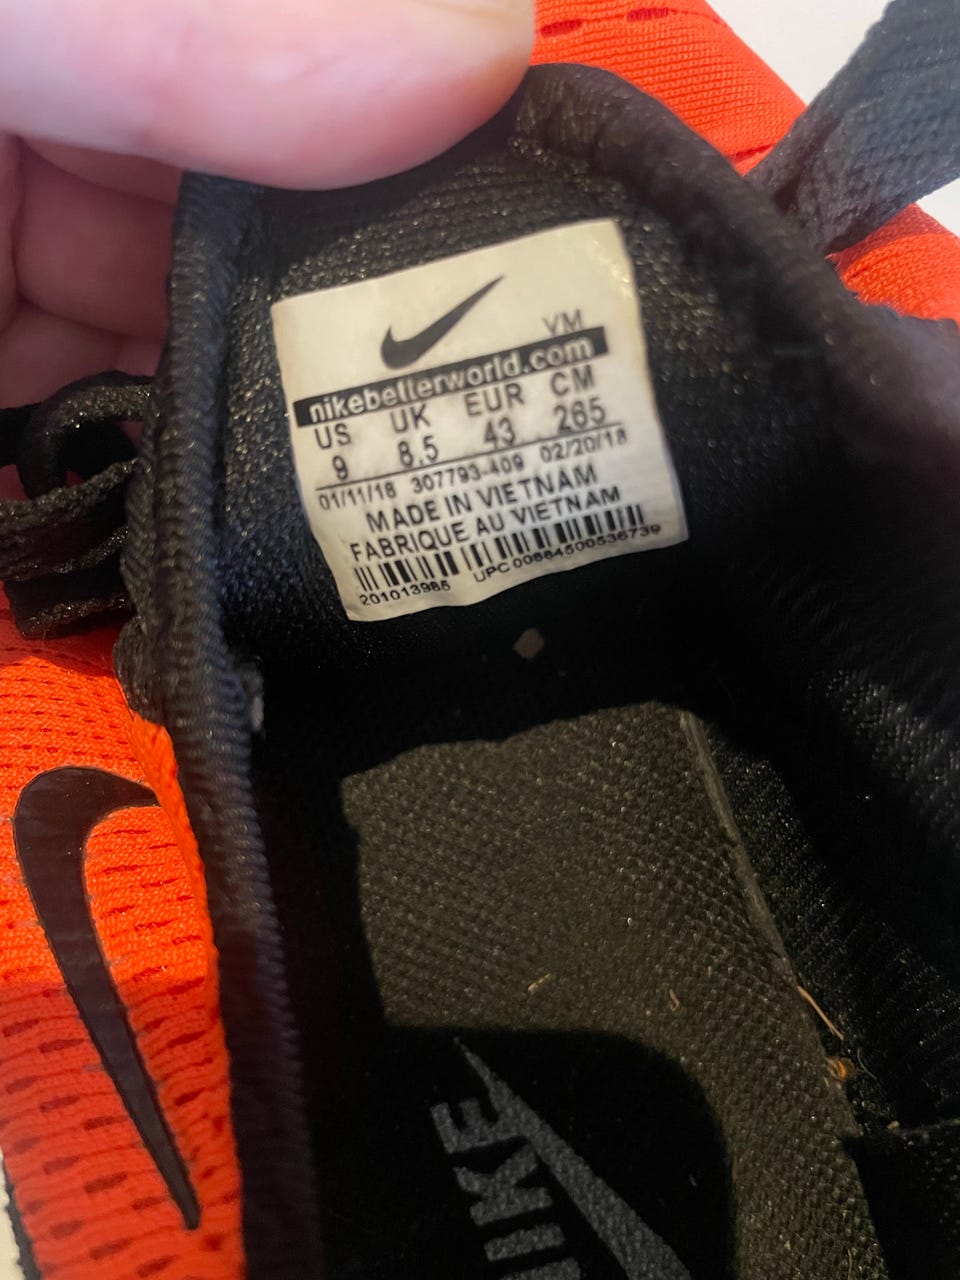 VM
nikebetterworld.com
US UK EUR CM
9 8.5 43 265
01/11/18 307793-409 02/20/18
MADE IN VIETNAM
FABRIQUE AU VIETNAM
201013985 UPC 00884500536739
NIKE